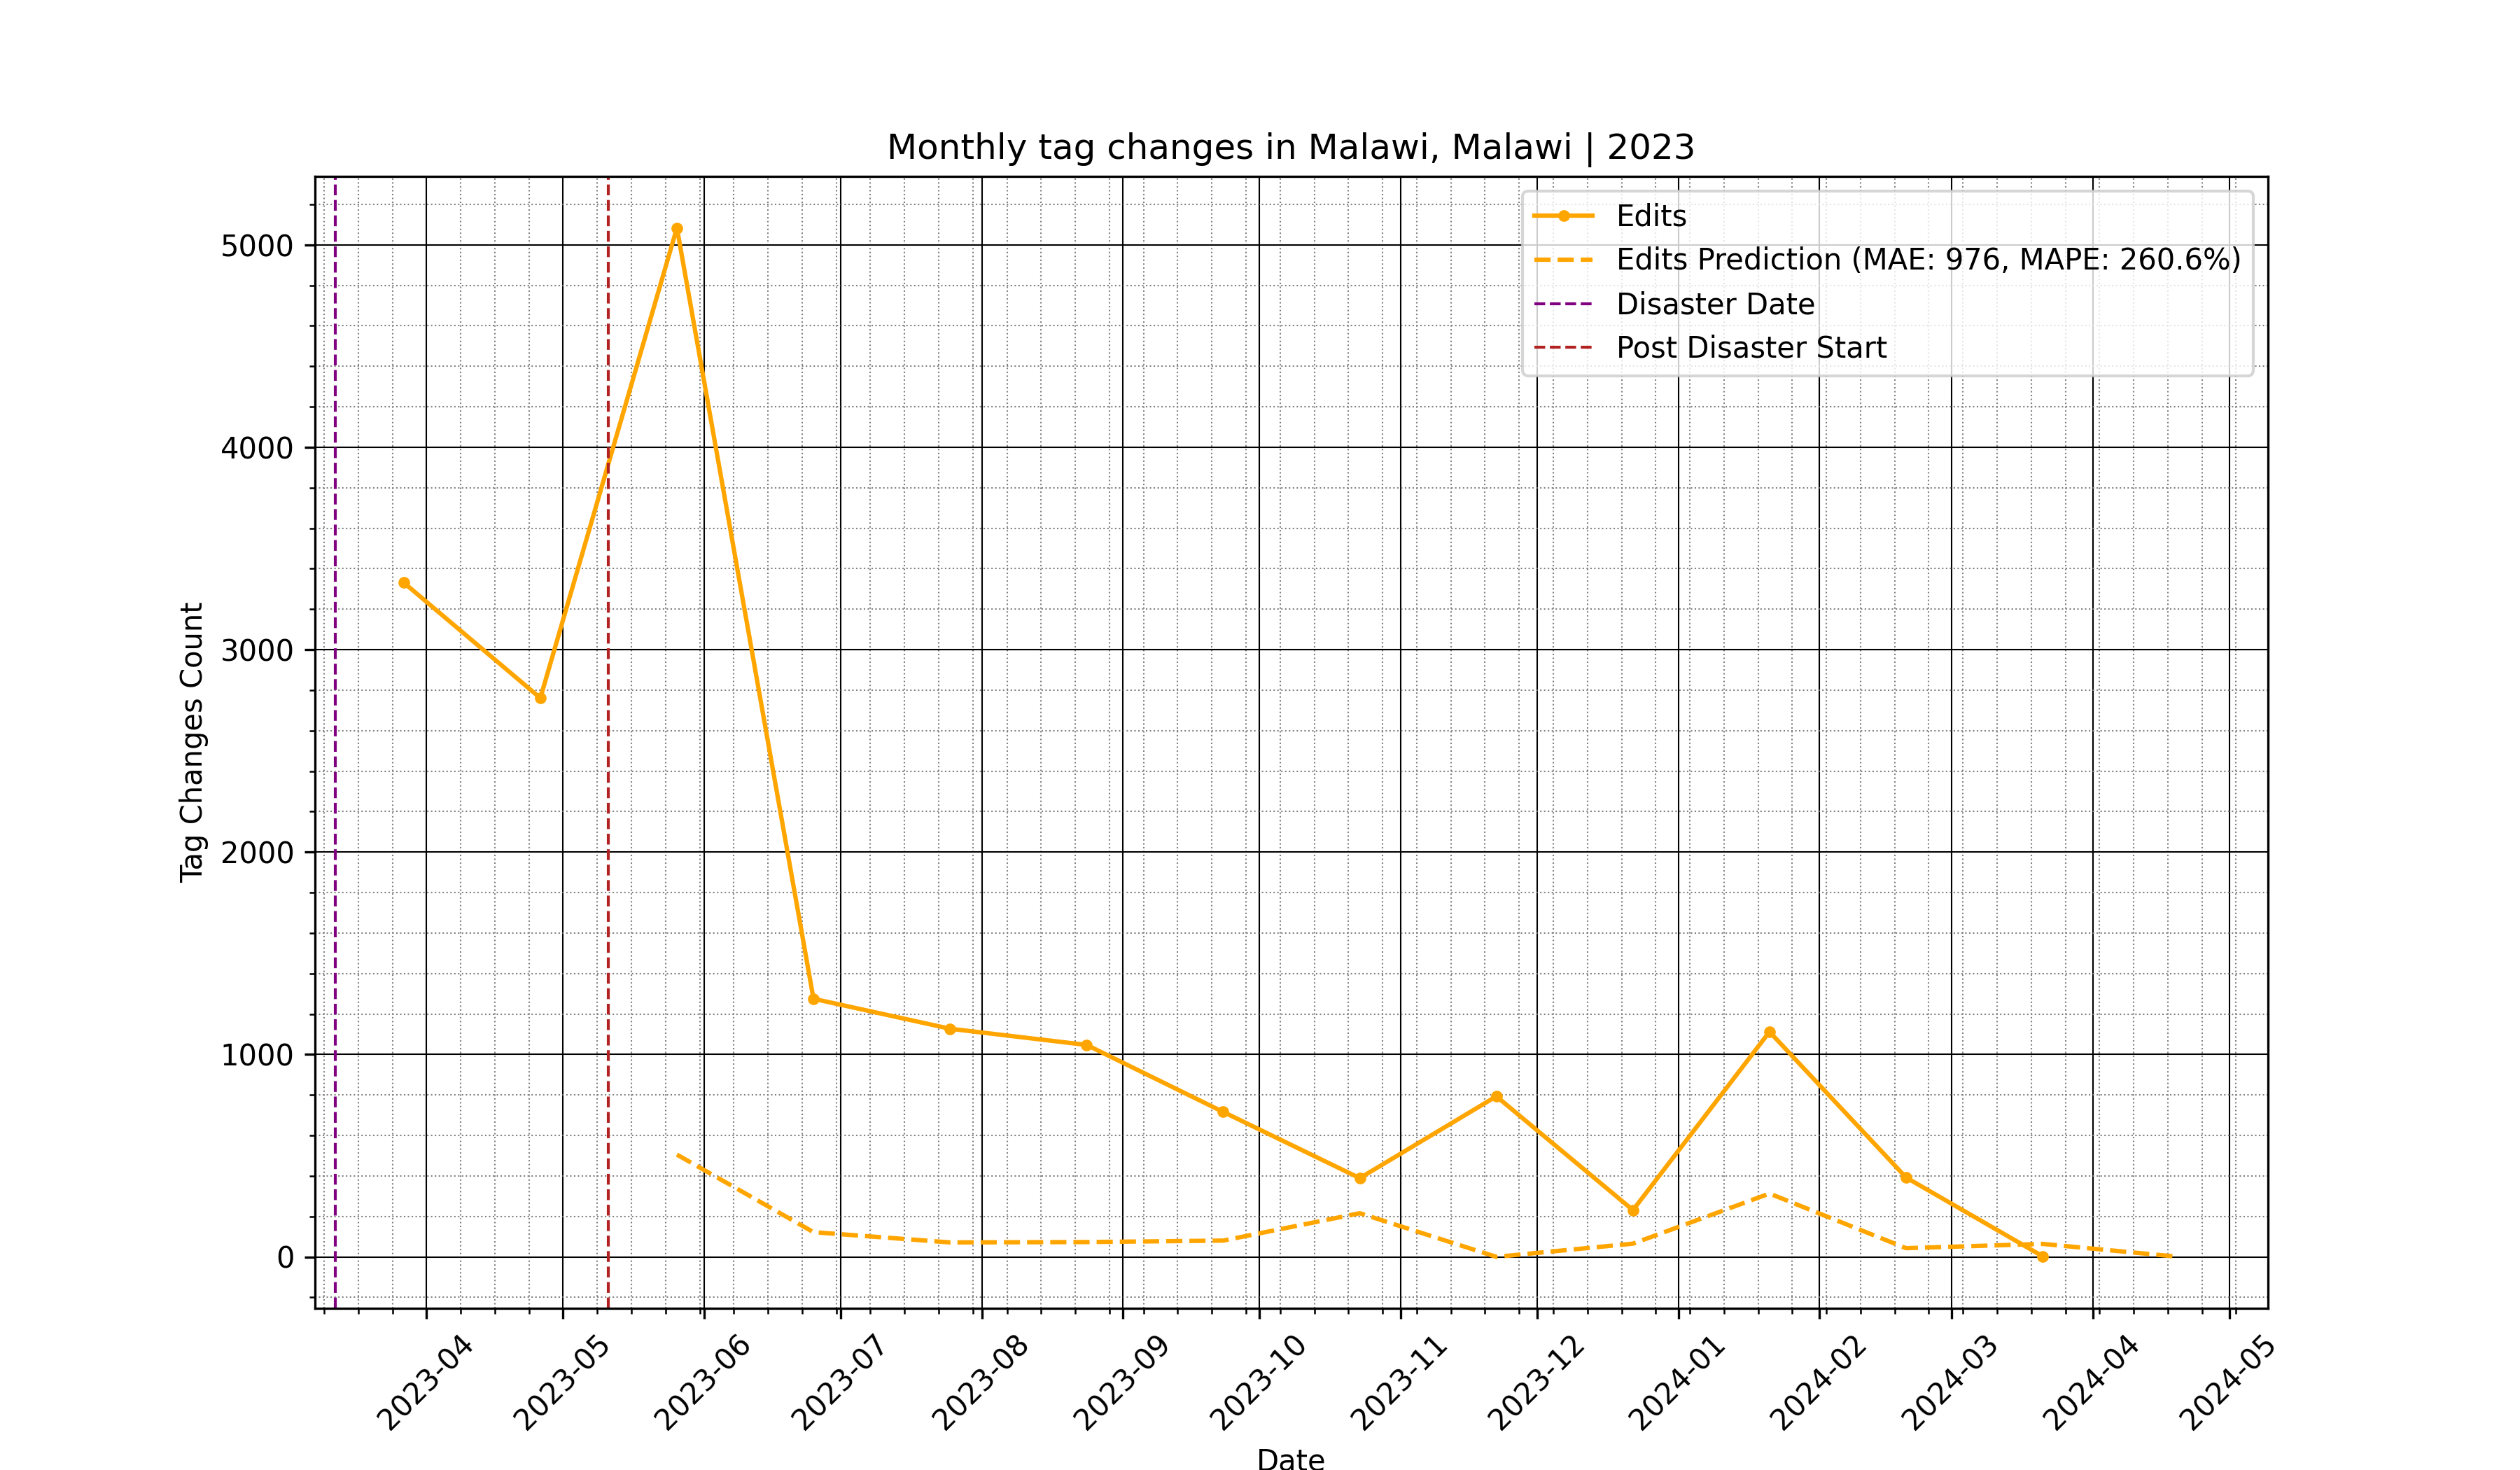 Monthly tag changes in Malawi, Malawi | 2023
Edits
Edits Prediction (MAE: 976, MAPE: 260.6%)
Disaster Date
Post Disaster Start
Tag Changes Count
5000
4000
3000
2000
1000
0
2023-04
2023-05
2023-06
2023-07
2023-08
2023-09
2023-10
2023-11
2023-12
2024-01
2024-02
2024-03
2024-04
2024-05
Date